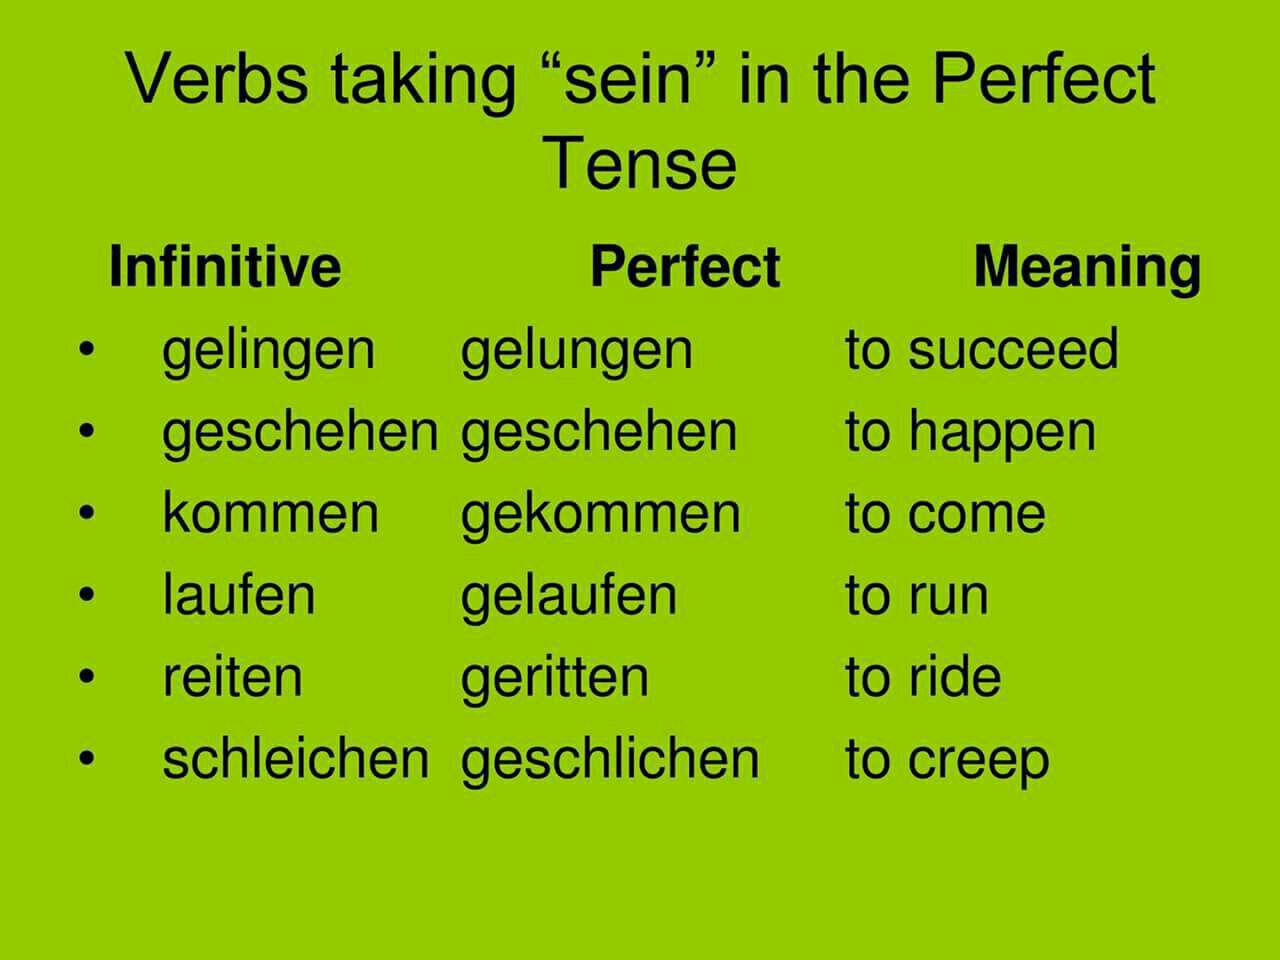 Verbs taking “sein” in the Perfect
Tense
Infinitive Perfect Meaning
• gelingen gelungen to succeed
• geschehen geschehen to happen
• kommen gekommen to come
• laufen gelaufen to run
• reiten geritten to ride
• schleichen geschlichen to creep